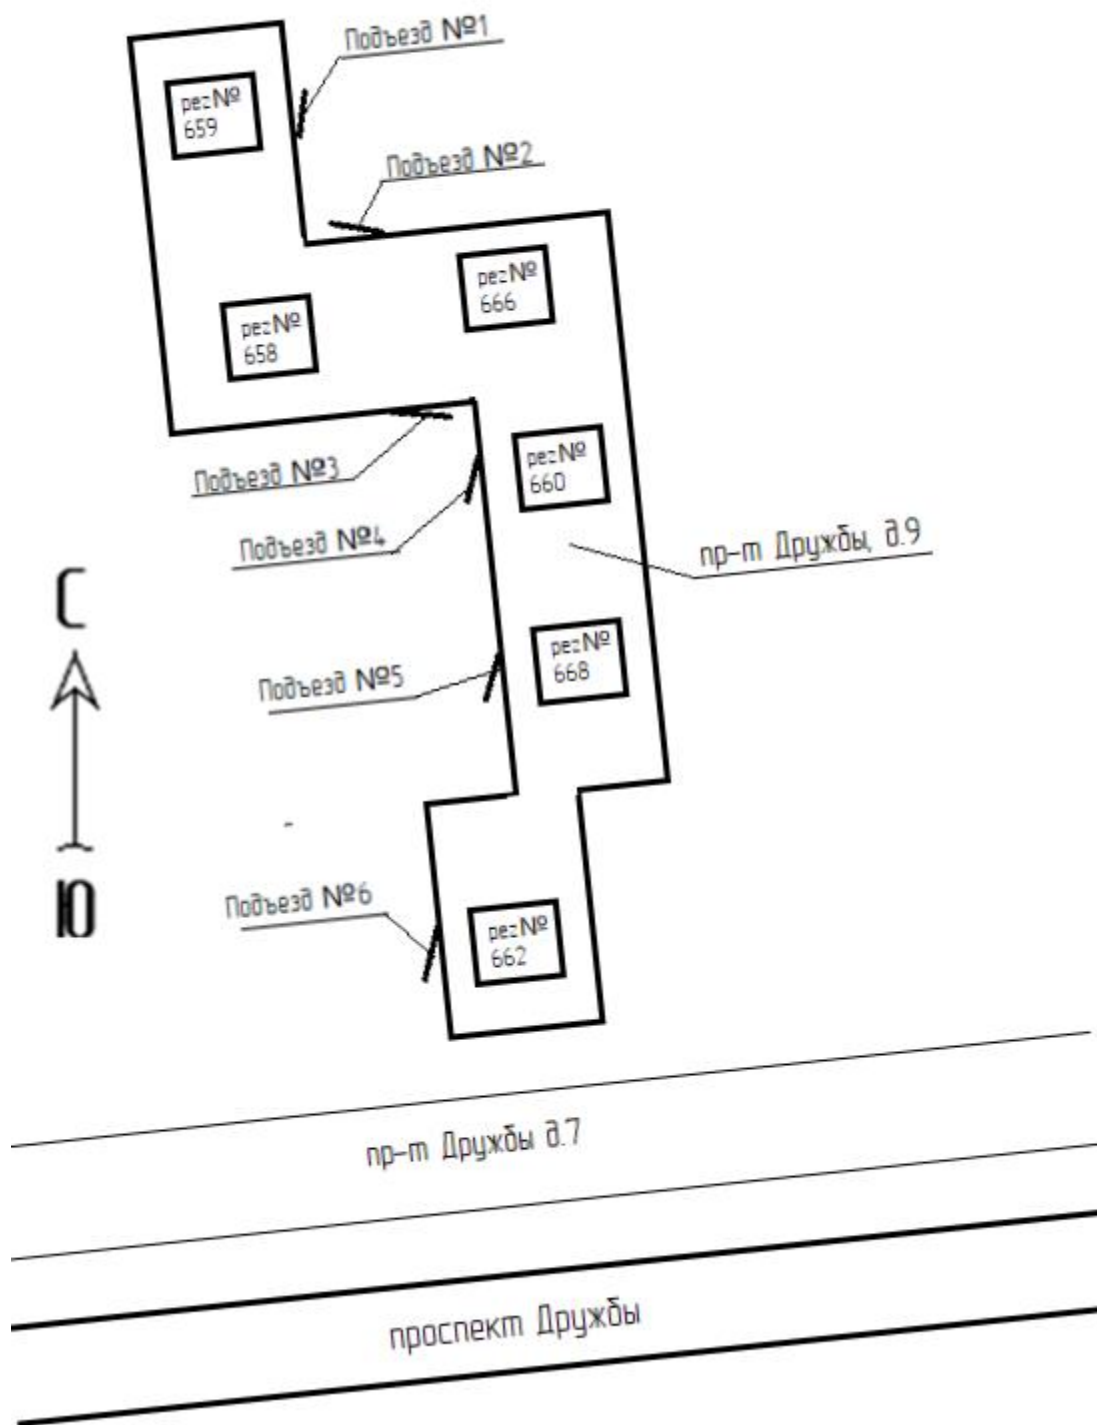 Подъезд №1
рег№
659
Подъезд №2
рег№
666
рег№
658
Подъезд №3
рег№
660
Подъезд №4
пр-т Дружбы, д.9
С
рег№
668
Подъезд №5
Ю
Подъезд №6
рег№
662
пр-т Дружбы д.7
проспект Дружбы